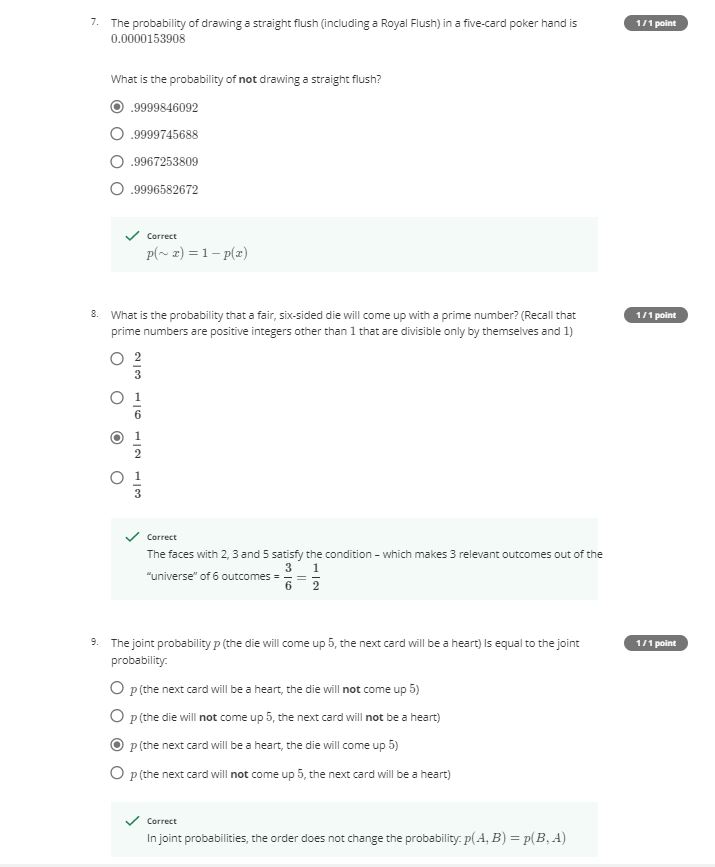 7. The probability of drawing a straight flush (including a Royal Flush) in a five-card poker hand is 1 / 1 point
0.0000153908
What is the probability of not drawing a straight flush?
.9999846092
.9999745688
.9967253809
.9996582672
Correct
p(∼ x) = 1 − p(x)
8. What is the probability that a fair, six-sided die will come up with a prime number? (Recall that 1 / 1 point
prime numbers are positive integers other than 1 that are divisible only by themselves and 1)
2/3
1/6
1/2
1/3
Correct
The faces with 2, 3 and 5 satisfy the condition – which makes 3 relevant outcomes out of the
“universe” of 6 outcomes = 3/6 = 1/2
9. The joint probability p (the die will come up 5, the next card will be a heart) Is equal to the joint 1 / 1 point
probability:
p (the next card will be a heart, the die will not come up 5)
p (the die will not come up 5, the next card will not be a heart)
p (the next card will be a heart, the die will come up 5)
p (the next card will not come up 5, the next card will be a heart)
Correct
In joint probabilities, the order does not change the probability: p(A, B) = p(B, A)